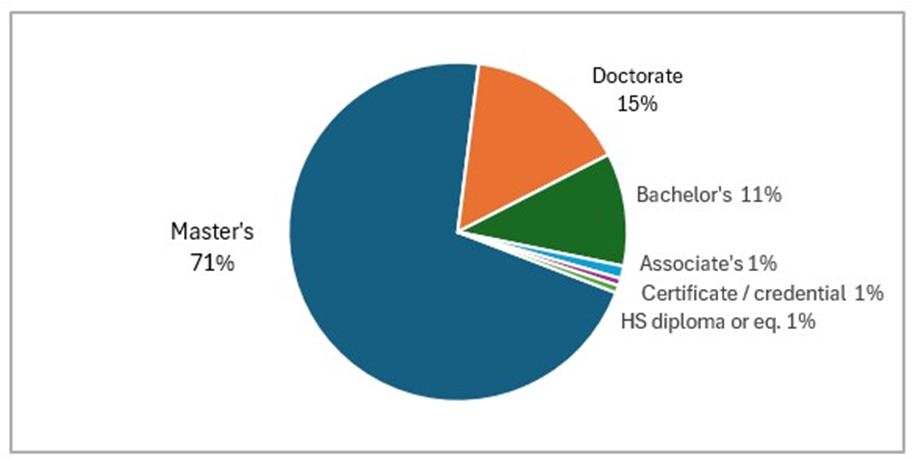 Doctorate
15%
Bachelor's 11%
Master's
71%
Associate's 1%
Certificate / credential 1%
HS diploma or eq. 1%